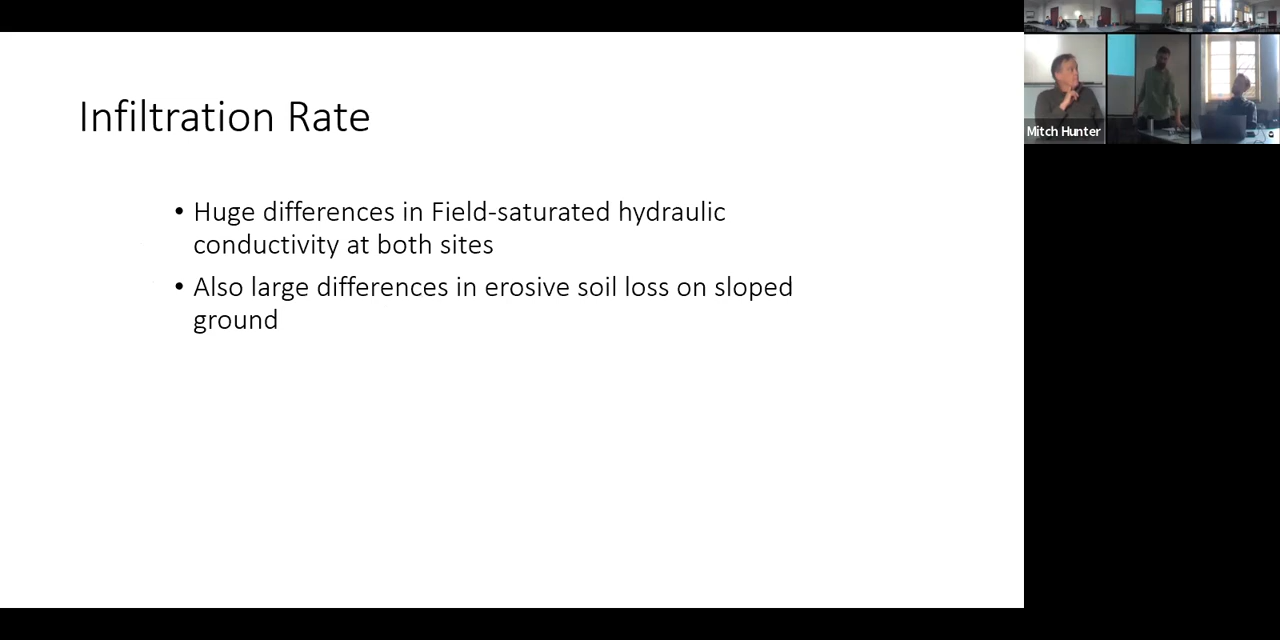 Infiltration Rate
• Huge differences in Field-saturated hydraulic
conductivity at both sites
• Also large differences in erosive soil loss on sloped
ground
Mitch Hunter